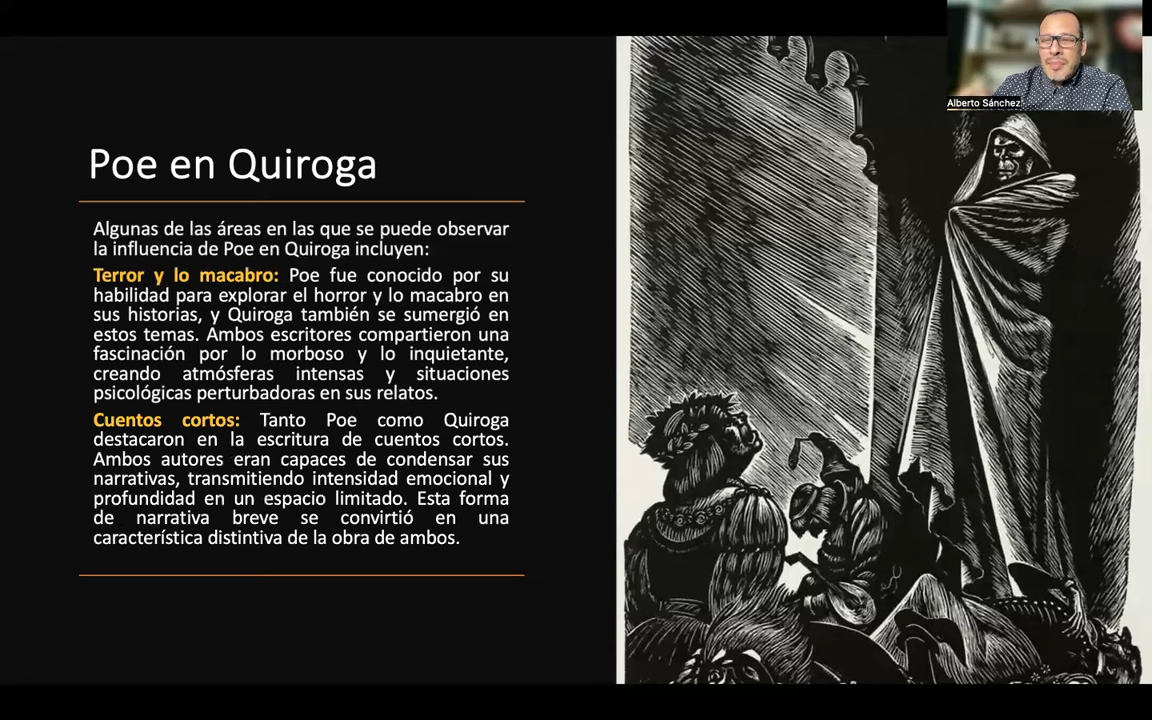 Alberto Sánchez
Poe en Quiroga
Algunas de las áreas en las que se puede observar
la influencia de Poe en Quiroga incluyen:
Terror y lo macabro: Poe fue conocido por su
habilidad para explorar el horror y lo macabro en
sus historias, y Quiroga también se sumergió en
estos temas. Ambos escritores compartieron una
fascinación por lo morboso y lo inquietante,
creando atmósferas intensas y situaciones
psicológicas perturbadoras en sus relatos.
Cuentos cortos: Tanto Poe como Quiroga
destacaron en la escritura de cuentos cortos.
Ambos autores eran capaces de condensar sus
narrativas, transmitiendo intensidad emocional y
profundidad en un espacio limitado. Esta forma
de narrativa breve se convirtió en una
característica distintiva de la obra de ambos.